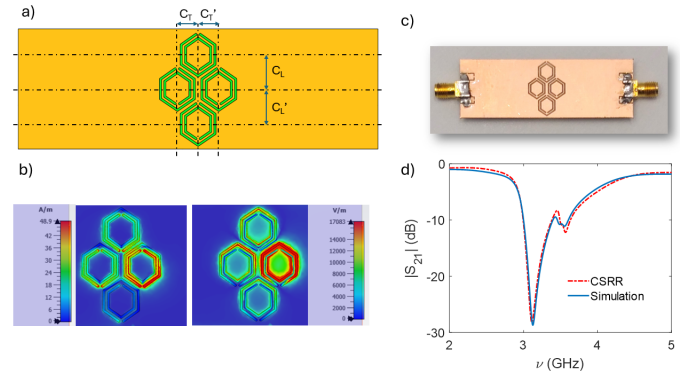 a)
C_T C_T'
C_L
C_L'
b)
A/m
48.9
42
36
30
24
18
12
6
0
V/m
17083
14000
12000
10000
8000
6000
4000
2000
0
c)
d)
0
-10
-20
-30
|S_21| (dB)
CSRR
Simulation
2 3 4 5
ν (GHz)